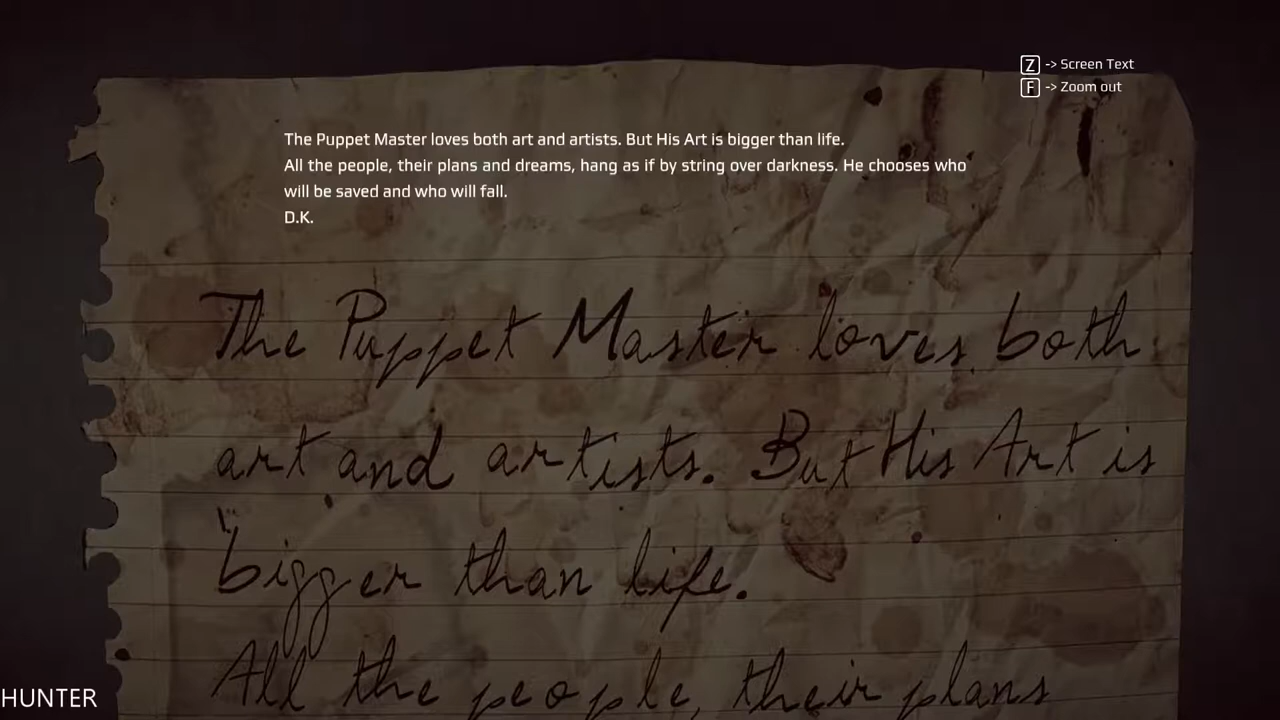 Z -> Screen Text
F -> Zoom out
The Puppet Master loves both art and artists. But His Art is bigger than life.
All the people, their plans and dreams, hang as if by string over darkness. He chooses who
will be saved and who will fall.
D.K.
The Puppet Master loves both
art and artists. But His Art is
bigger than life.
All the people, their plans
HUNTER